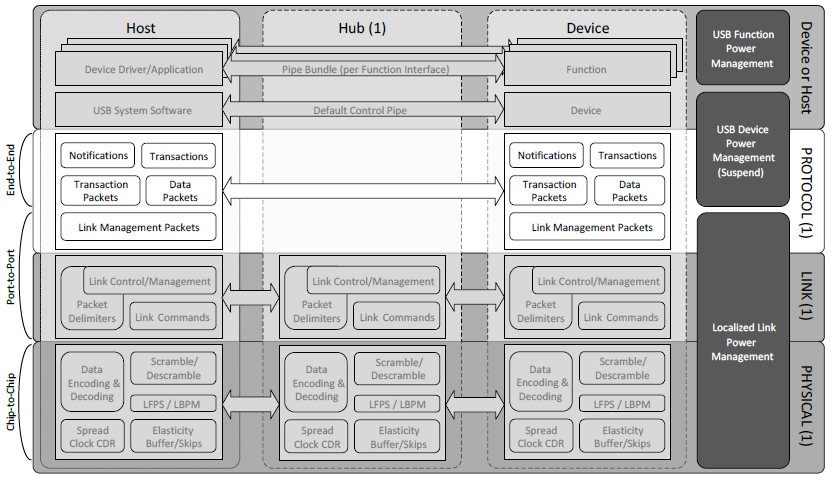 Host
Hub (1)
Device
Device Driver/Application
Pipe Bundle (per Function Interface)
Function
USB System Software
Default Control Pipe
Device
USB Function
Power
Management
Device or Host
End-to-End
Notifications
Transactions
Transaction
Packets
Data
Packets
Link Management Packets
Notifications
Transactions
Transaction
Packets
Data
Packets
Link Management Packets
USB Device
Power
Management
(Suspend)
PROTOCOL (1)
Port-to-Port
Link Control/Management
Packet
Delimiters
Link Commands
Link Control/Management
Packet
Delimiters
Link Commands
Link Control/Management
Packet
Delimiters
Link Commands
LINK (1)
Localized Link
Power
Management
Chip-to-Chip
Data
Encoding &
Decoding
Scramble/
Descramble
LFPS / LBPM
Spread
Clock CDR
Elasticity
Buffer/Skips
Data
Encoding &
Decoding
Scramble/
Descramble
LFPS / LBPM
Spread
Clock CDR
Elasticity
Buffer/Skips
Data
Encoding &
Decoding
Scramble/
Descramble
LFPS / LBPM
Spread
Clock CDR
Elasticity
Buffer/Skips
PHYSICAL (1)